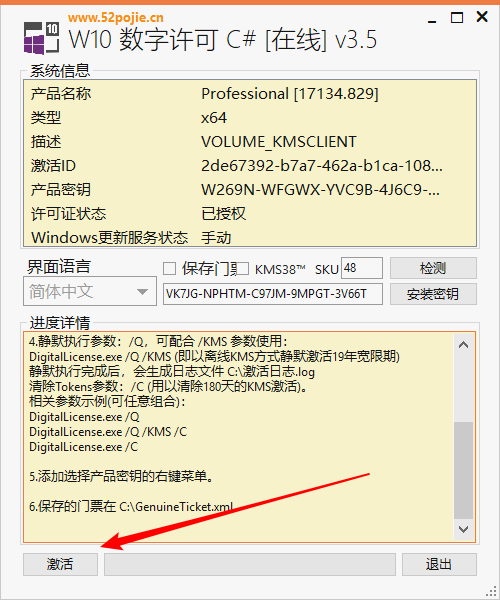 www.52pojie.cn
W10 数字许可 C# [在线] v3.5
系统信息
产品名称 Professional [17134.829]
类型 x64
描述 VOLUME_KMSCLIENT
激活ID 2de67392-b7a7-462a-b1ca-108...
产品密钥 W269N-WFGWX-YVC9B-4J6C9-...
许可证状态 已授权
Windows更新服务状态 手动
界面语言 保存门票 KMS38™ SKU 48 检测
简体中文 VK7JG-NPHTM-C97JM-9MPGT-3V66T 安装密钥
进度详情
4.静默执行参数：/Q，可配合 /KMS 参数使用：
DigitalLicense.exe /Q /KMS (即以离线KMS方式静默激活19年宽限期)
静默执行完成后，会生成日志文件 C:\激活日志.log
清除Tokens参数：/C (用以清除180天的KMS激活)。
相关参数示例(可任意组合)：
DigitalLicense.exe /Q
DigitalLicense.exe /Q /KMS /C
DigitalLicense.exe /C
5.添加选择产品密钥的右键菜单。
6.保存的门票在 C:\GenuineTicket.xml
激活 退出